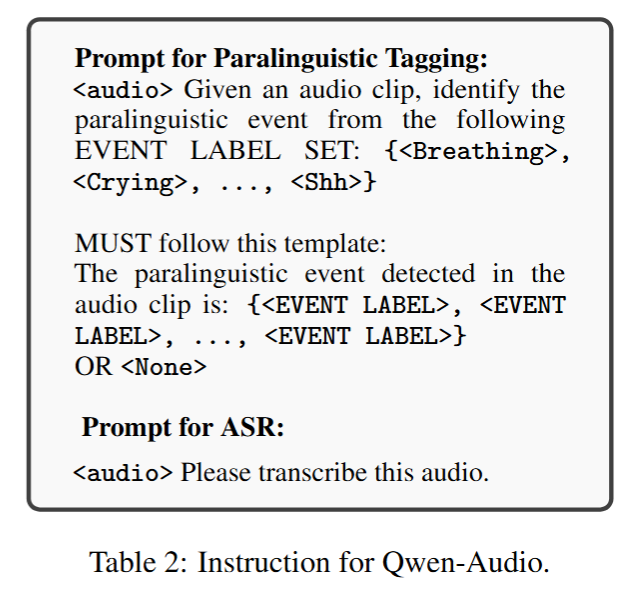 Prompt for Paralinguistic Tagging:
<audio> Given an audio clip, identify the
paralinguistic event from the following
EVENT LABEL SET: {<Breathing>,
<Crying>, ..., <Shh>}
MUST follow this template:
The paralinguistic event detected in the
audio clip is: {<EVENT LABEL>, <EVENT
LABEL>, ..., <EVENT LABEL>}
OR <None>
Prompt for ASR:
<audio> Please transcribe this audio.
Table 2: Instruction for Qwen-Audio.